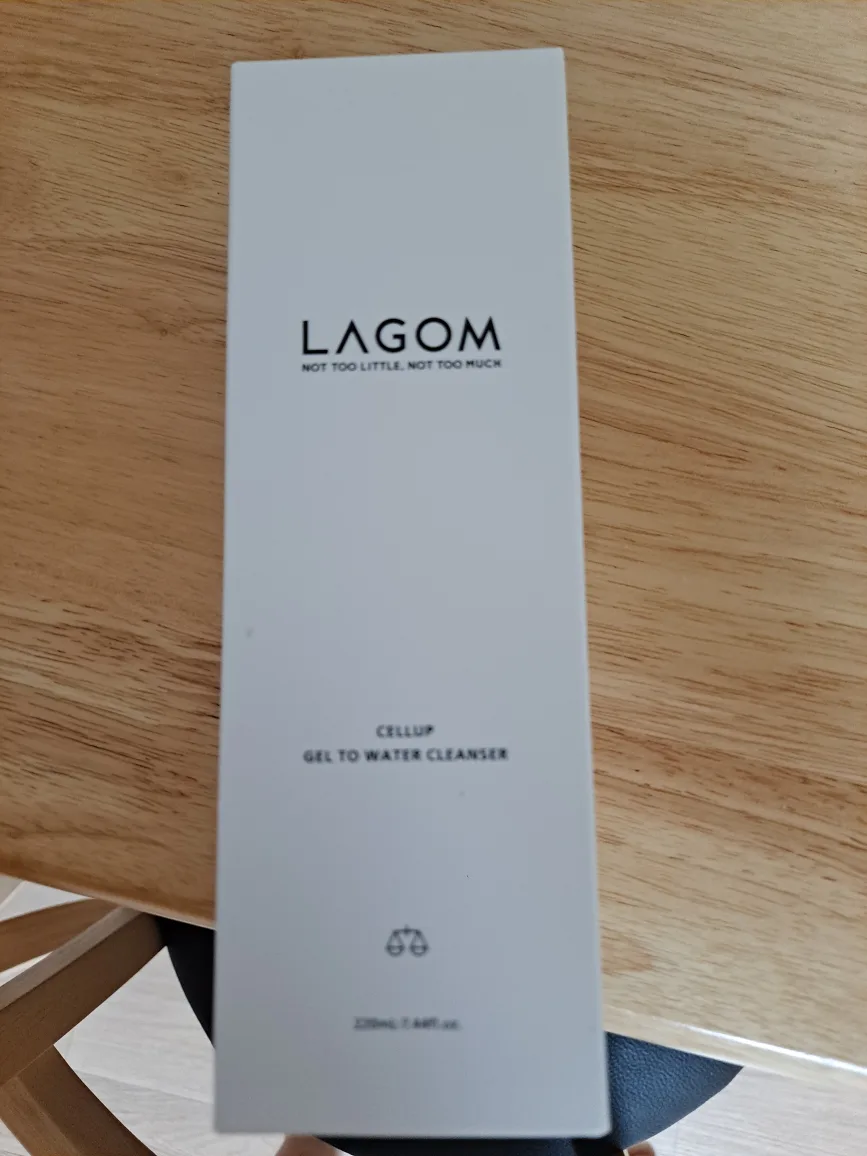 LAGOM
NOT TOO LITTLE, NOT TOO MUCH
CELLUP
GEL TO WATER CLEANSER
220mL 7.44fl.oz.